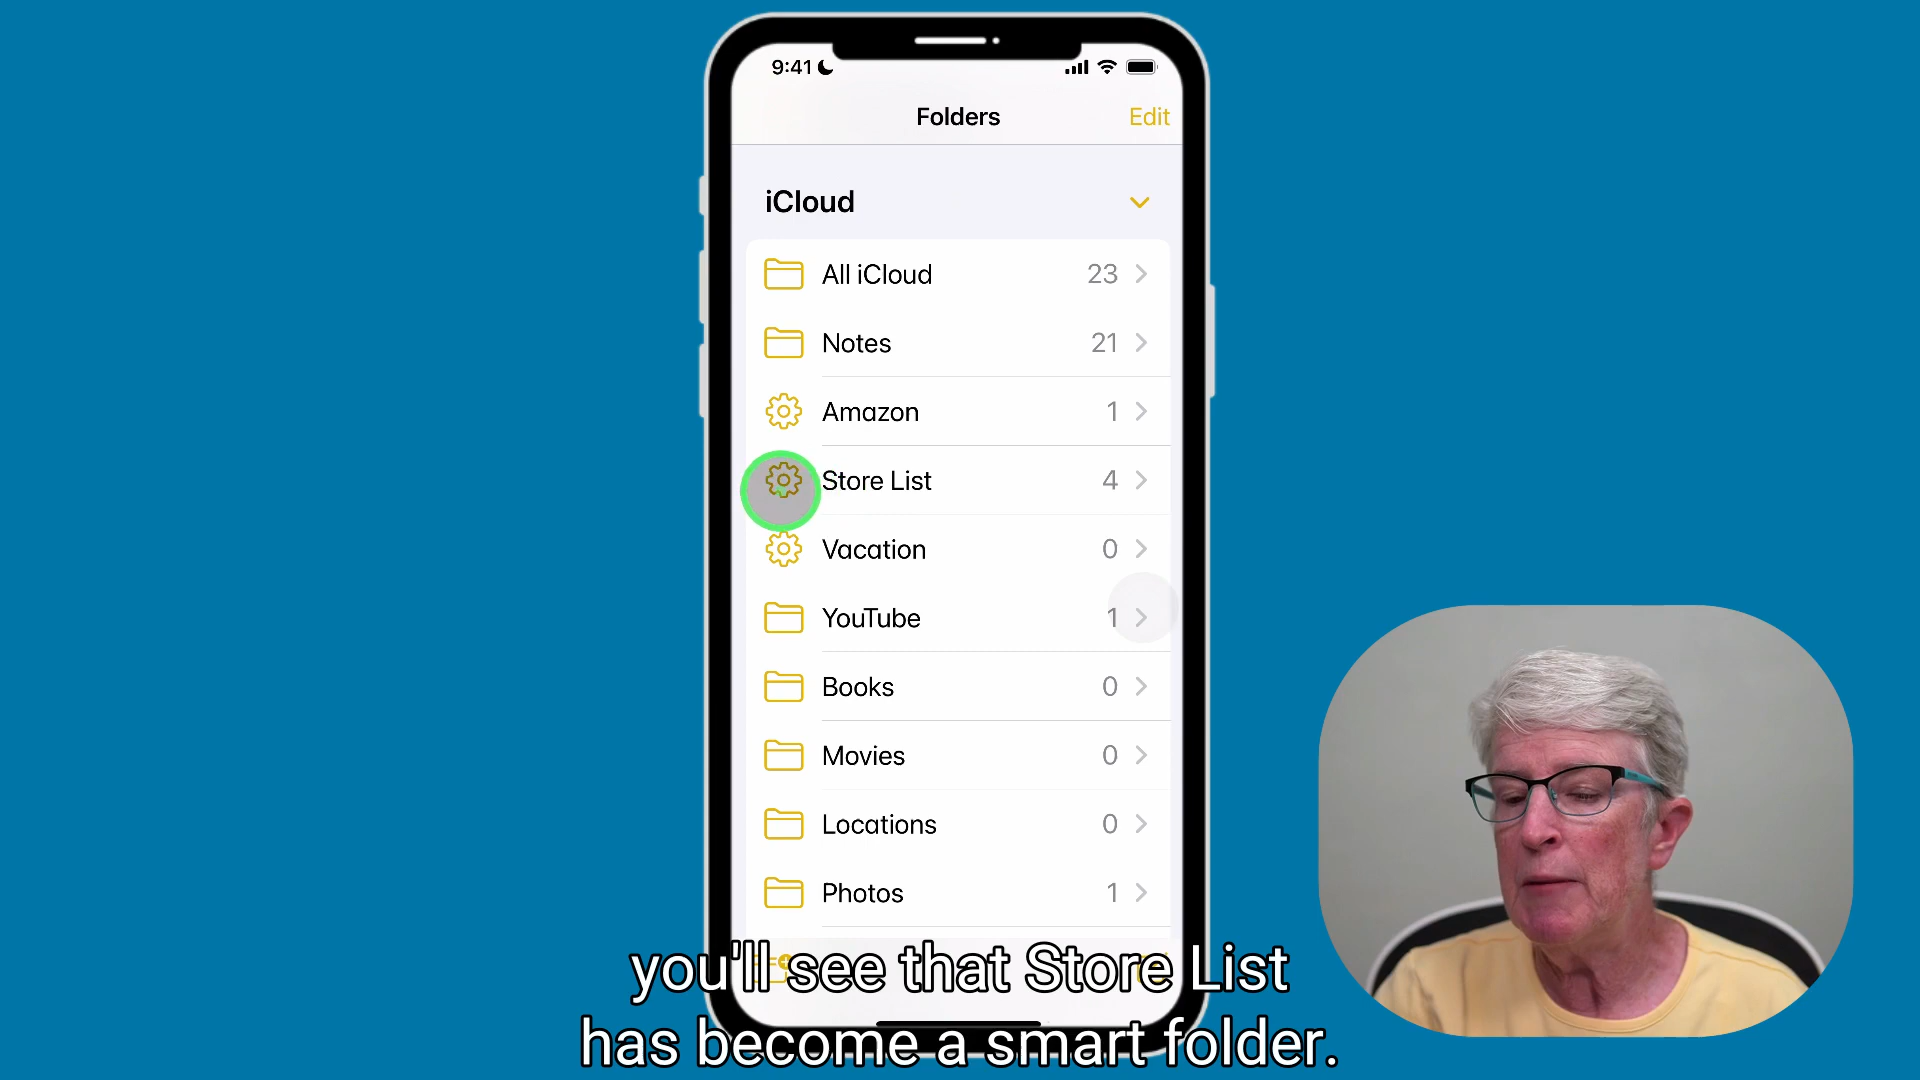 9:41
Folders
Edit
iCloud
All iCloud 23
Notes 21
Amazon 1
Store List 4
Vacation 0
YouTube 1
Books 0
Movies 0
Locations 0
Photos 1
you'll see that Store List
has become a smart folder.